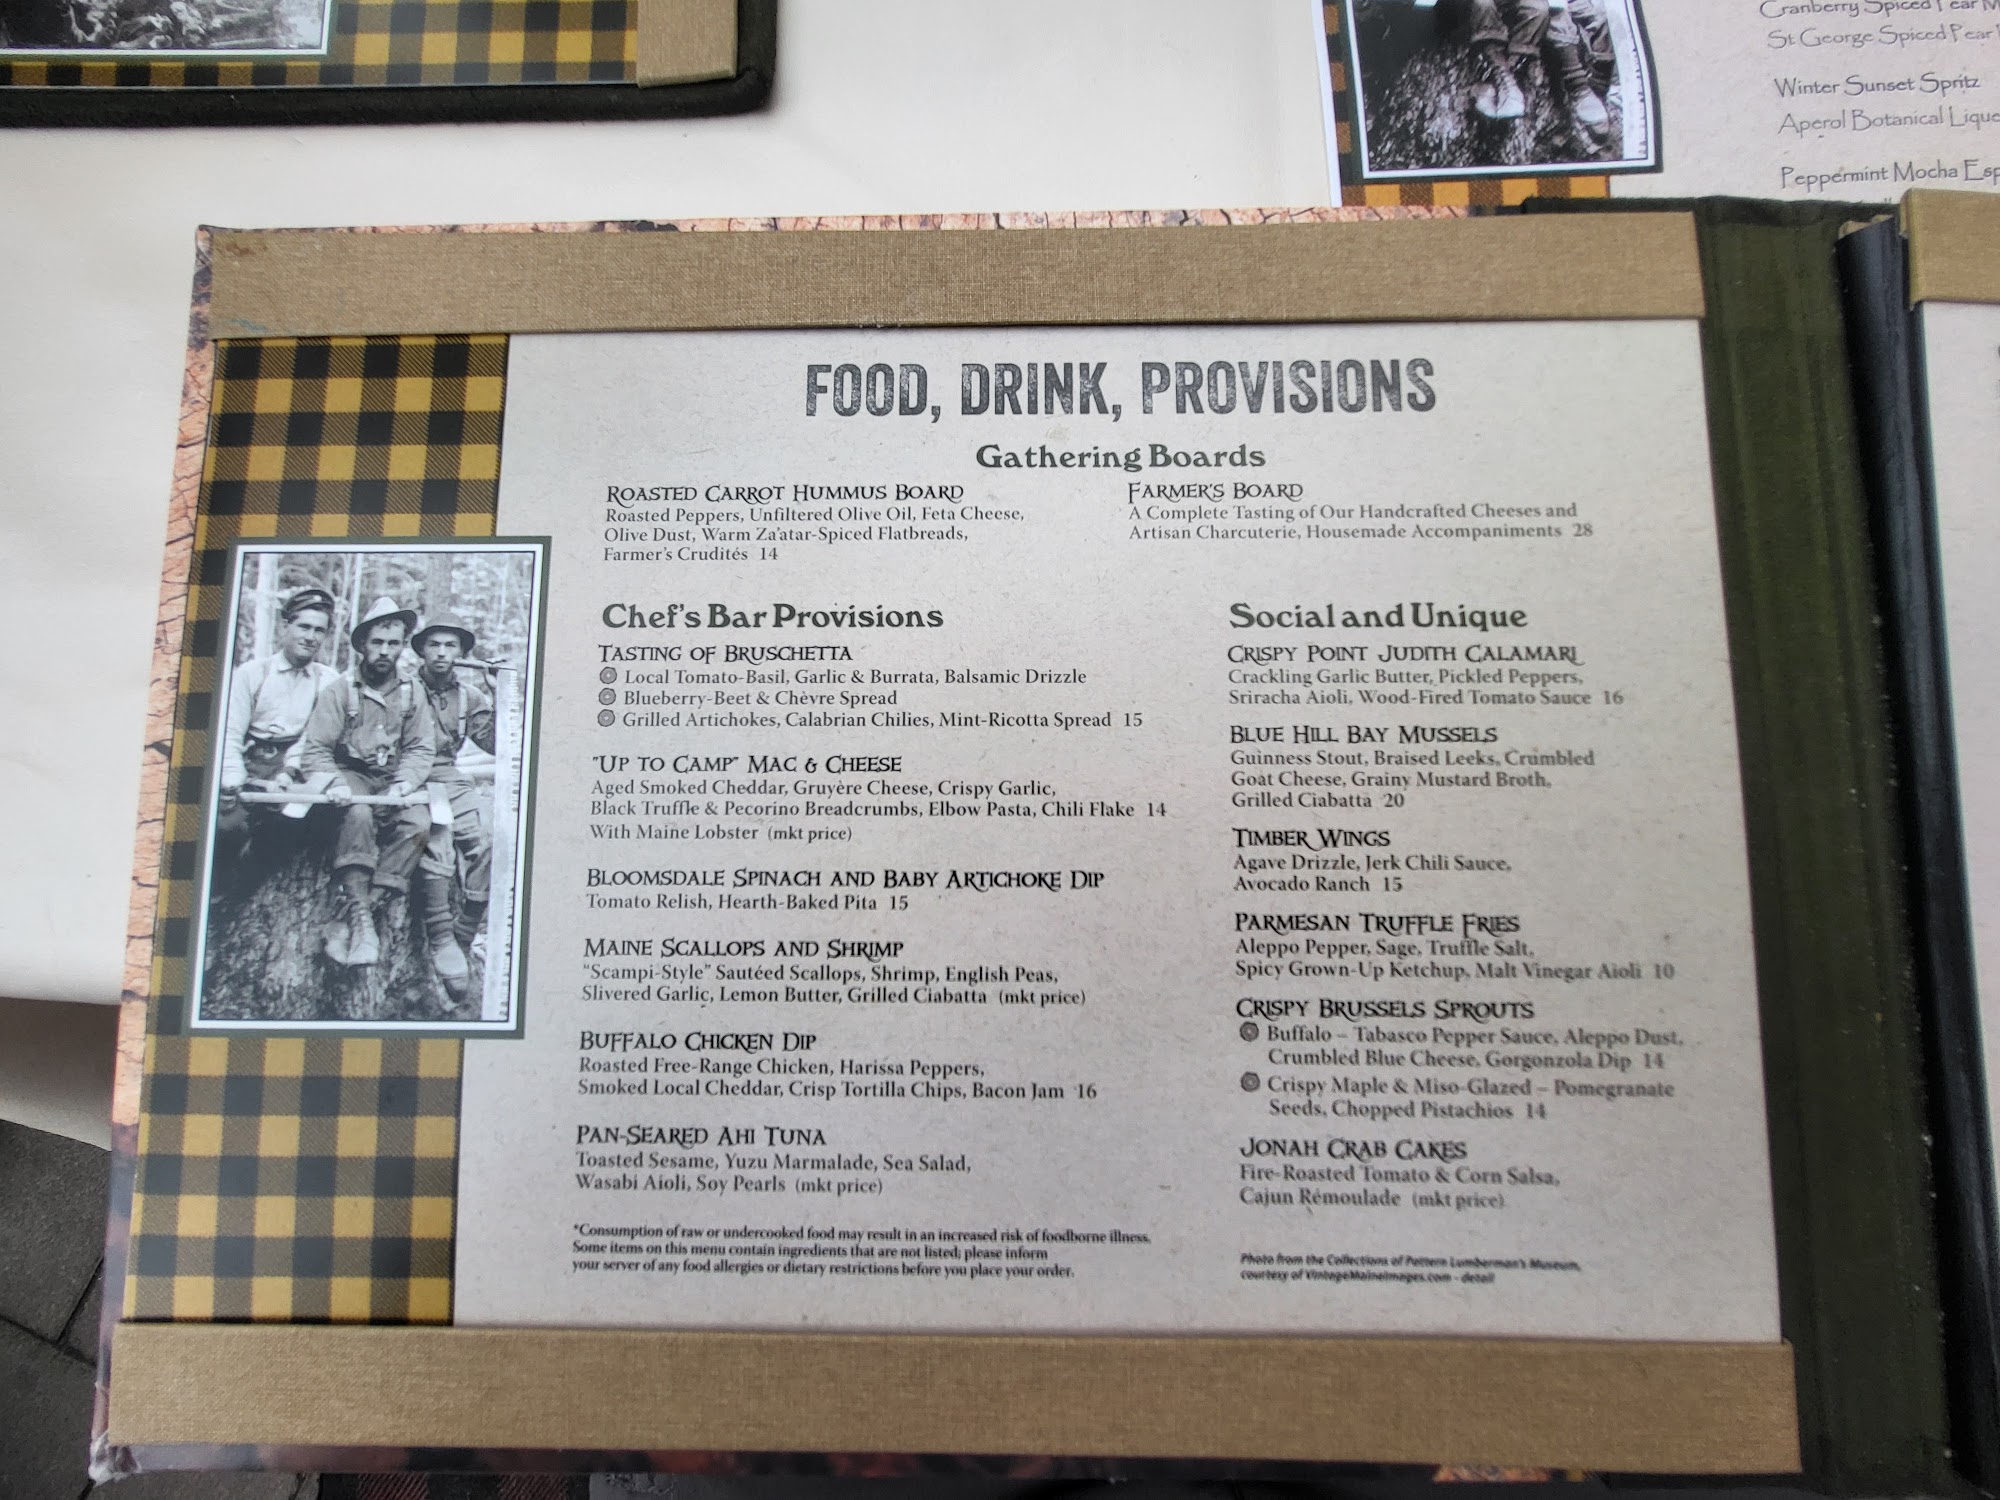 Cranberry Spiced Pear
St George Spiced Pear
Winter Sunset Spritz
Aperol Botanical
Peppermint Mocha
FOOD, DRINK, PROVISIONS
Gathering Boards
ROASTED CARROT HUMMUS BOARD
Roasted Peppers, Unfiltered Olive Oil, Feta Cheese,
Olive Dust, Warm Za'atar-Spiced Flatbreads,
Farmer's Crudités 14
FARMER'S BOARD
A Complete Tasting of Our Handcrafted Cheeses and
Artisan Charcuterie, Housemade Accompaniments 28
Chef's Bar Provisions
TASTING OF BRUSCHETTA
Local Tomato-Basil, Garlic & Burrata, Balsamic Drizzle
Blueberry-Beet & Chèvre Spread
Grilled Artichokes, Calabrian Chilies, Mint-Ricotta Spread 15
"UP TO CAMP" MAC & CHEESE
Aged Smoked Cheddar, Gruyère Cheese, Crispy Garlic,
Black Truffle & Pecorino Breadcrumbs, Elbow Pasta, Chili Flake 14
With Maine Lobster (mkt price)
BLOOMSDALE SPINACH AND BABY ARTICHOKE DIP
Tomato Relish, Hearth-Baked Pita 15
MAINE SCALLOPS AND SHRIMP
"Scampi-Style" Sautéed Scallops, Shrimp, English Peas,
Slivered Garlic, Lemon Butter, Grilled Ciabatta (mkt price)
BUFFALO CHICKEN DIP
Roasted Free-Range Chicken, Harissa Peppers,
Smoked Local Cheddar, Crisp Tortilla Chips, Bacon Jam 16
PAN-SEARED AHI TUNA
Toasted Sesame, Yuzu Marmalade, Sea Salad,
Wasabi Aioli, Soy Pearls (mkt price)
*Consumption of raw or undercooked food may result in an increased risk of foodborne illness.
Some items on this menu contain ingredients that are not listed; please inform
your server of any food allergies or dietary restrictions before you place your order.
Social and Unique
CRISPY POINT JUDITH CALAMARI
Crackling Garlic Butter, Pickled Peppers,
Sriracha Aioli, Wood-Fired Tomato Sauce 16
BLUE HILL BAY MUSSELS
Guinness Stout, Braised Leeks, Crumbled
Goat Cheese, Grainy Mustard Broth,
Grilled Ciabatta 20
TIMBER WINGS
Agave Drizzle, Jerk Chili Sauce,
Avocado Ranch 15
PARMESAN TRUFFLE FRIES
Aleppo Pepper, Sage, Truffle Salt,
Spicy Grown-Up Ketchup, Malt Vinegar Aioli 10
CRISPY BRUSSELS SPROUTS
Buffalo – Tabasco Pepper Sauce, Aleppo Dust,
Crumbled Blue Cheese, Gorgonzola Dip 14
Crispy Maple & Miso-Glazed – Pomegranate
Seeds, Chopped Pistachios 14
JONAH CRAB CAKES
Fire-Roasted Tomato & Corn Salsa,
Cajun Rémoulade (mkt price)
Photo from the Collections of Pattern Lumberman's Museum,
courtesy of VintageMaineImages.com - detail